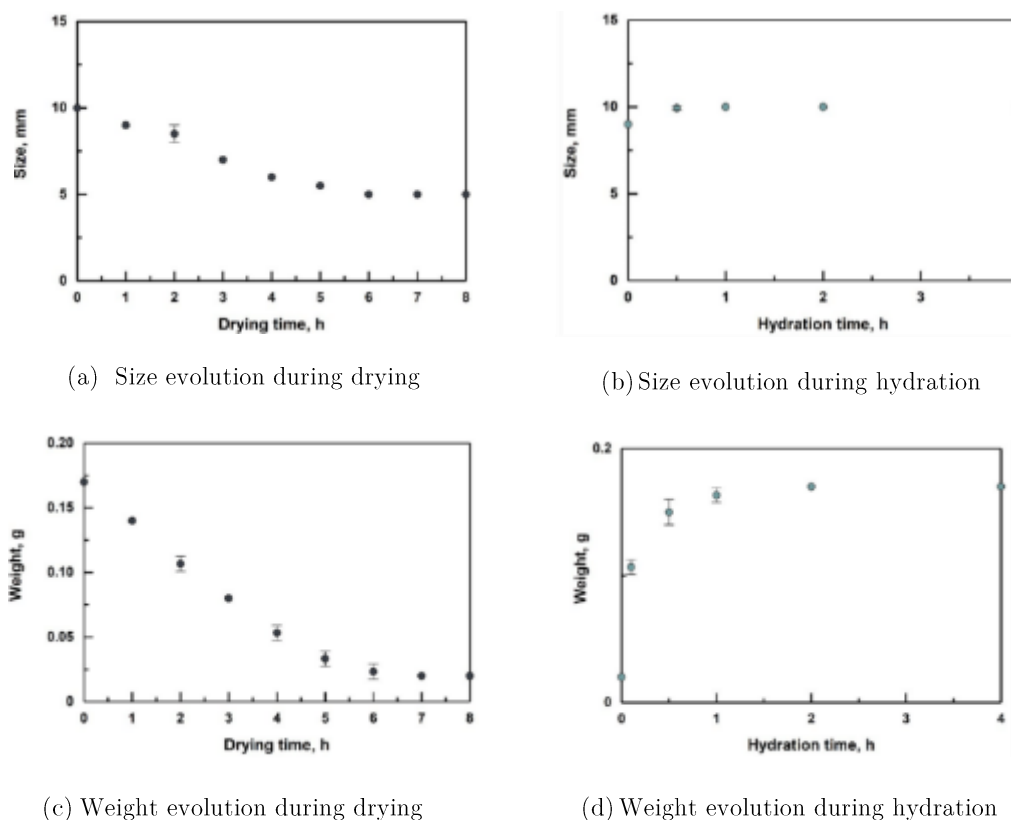 15
10
5
0
Size, mm
0 1 2 3 4 5 6 7 8
Drying time, h
(a) Size evolution during drying
15
10
5
0
Size, mm
0 1 2 3
Hydration time, h
(b) Size evolution during hydration
0.20
0.15
0.10
0.05
0
Weight, g
0 1 2 3 4 5 6 7 8
Drying time, h
(c) Weight evolution during drying
0.2
0
Weight, g
0 1 2 3 4
Hydration time, h
(d) Weight evolution during hydration